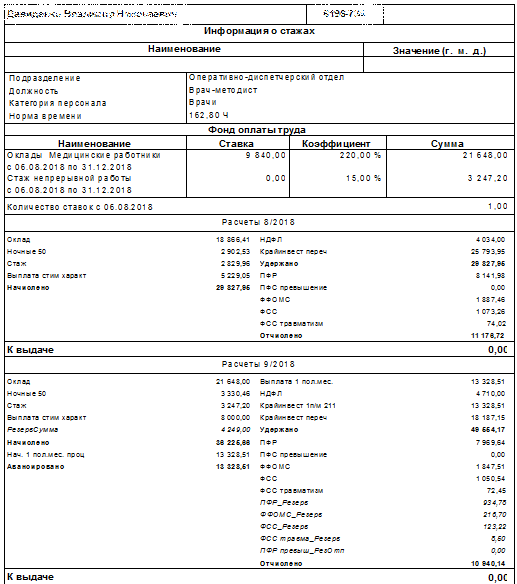 Информация о стажах
Наименование Значение (г. м. д.)
Подразделение Оперативно-диспетчерский отдел
Должность Врач-методист
Категория персонала Врачи
Норма времени 162,80 Ч
Фонд оплаты труда
Наименование Ставка Коэффициент Сумма
Оклады Медицинские работники 9 840,00 220,00 % 21 648,00
с 06.08.2018 по 31.12.2018
Стаж непрерывной работы 0,00 15,00 % 3 247,20
с 06.08.2018 по 31.12.2018
Количество ставок с 06.08.2018 1,00
Расчеты 8/2018
Оклад 18 866,41 НДФЛ 4 034,00
Ночные 50 2 902,53 Крайинвест переч 25 793,95
Стаж 2 829,96 Удержано 29 827,95
Выплата стим характ 5 229,05 ПФР 8 141,98
Начислено 29 827,95 ПФС превышение 0,00
ФФОМС 1 887,46
ФСС 1 073,26
ФСС травматизм 74,02
Отчислено 11 176,72
К выдаче 0,00
Расчеты 9/2018
Оклад 21 648,00 Выплата 1 пол.мес. 13 328,51
Ночные 50 3 330,46 НДФЛ 4 710,00
Стаж 3 247,20 Крайинвест 1п/м 211 13 328,51
Выплата стим характ 8 000,00 Крайинвест переч 18 187,15
РезервСумма 4 249,00 Удержано 49 554,17
Начислено 36 225,66 ПФР 7 969,64
Нач. 1 пол.мес. проц 13 328,51 ПФС превышение 0,00
Авансировано 13 328,51 ФФОМС 1 847,51
ФСС 1 050,54
ФСС травматизм 72,45
ПФР_Резерв 934,78
ФФОМС_Резерв 216,70
ФСС_Резерв 123,22
ФСС травма_Резерв 8,50
ПФР превыш_РезОтп 0,00
Отчислено 10 940,14
К выдаче 0,00